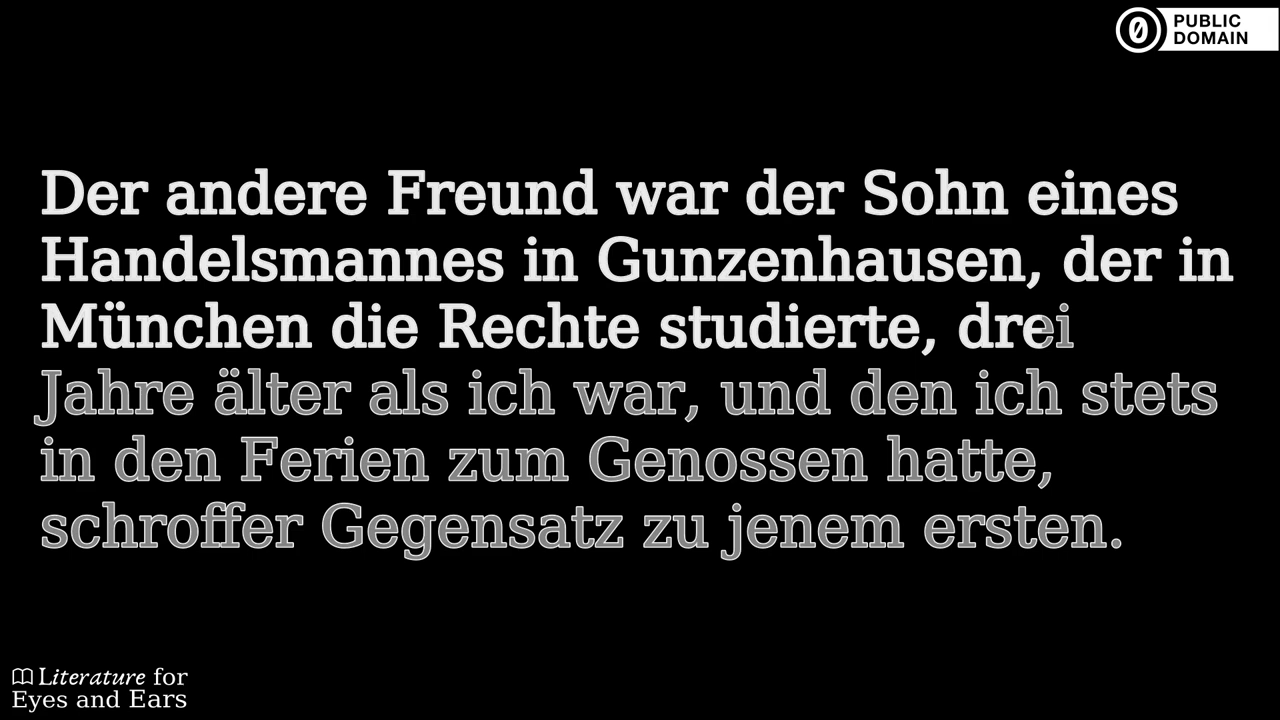 PUBLIC
DOMAIN
Der andere Freund war der Sohn eines
Handelsmannes in Gunzenhausen, der in
München die Rechte studierte, drei
Jahre älter als ich war, und den ich stets
in den Ferien zum Genossen hatte,
schroffer Gegensatz zu jenem ersten.
Literature for
Eyes and Ears